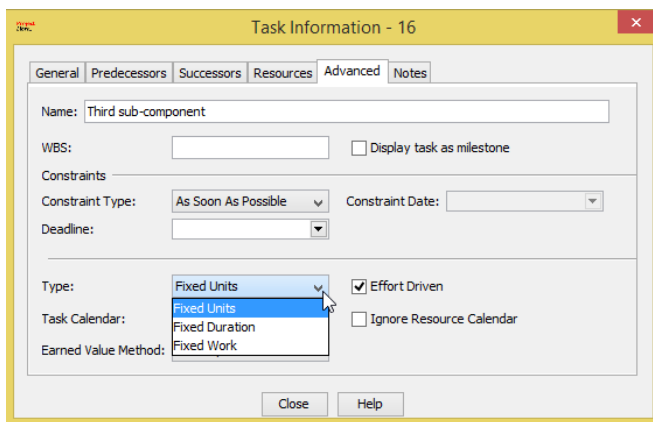 Task Information - 16
General Predecessors Successors Resources Advanced Notes
Name: Third sub-component
WBS: Display task as milestone
Constraints
Constraint Type: As Soon As Possible Constraint Date:
Deadline:
Type: Fixed Units Effort Driven
Fixed Units
Task Calendar: Fixed Duration Ignore Resource Calendar
Earned Value Method: Fixed Work
Close Help